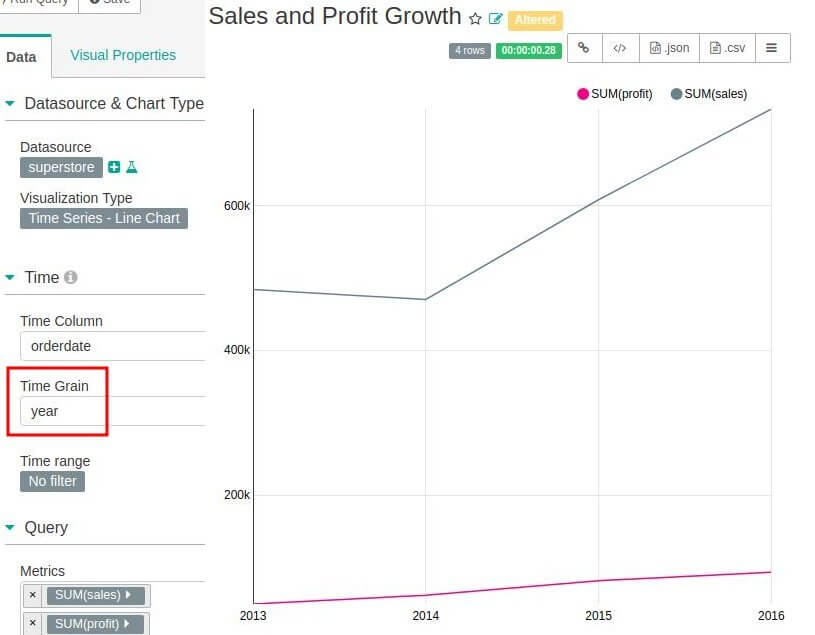 Run Query
Save
Sales and Profit Growth
Altered
4 rows
00:00:00.28
.json
.csv
Data
Visual Properties
Datasource & Chart Type
Datasource
superstore
Visualization Type
Time Series - Line Chart
Time
Time Column
orderdate
Time Grain
year
Time range
No filter
Query
Metrics
× SUM(sales)
× SUM(profit)
SUM(profit)
SUM(sales)
600k
400k
200k
2013
2014
2015
2016